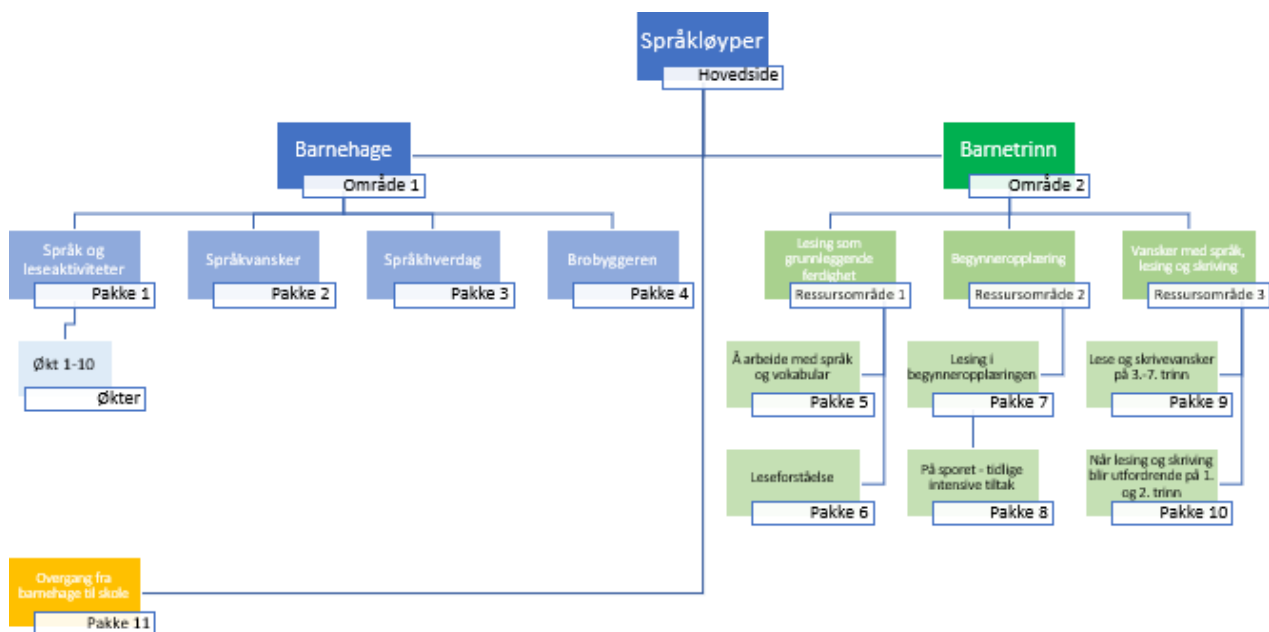 Språkløyper
Hovedside
Barnehage
Område 1
Barnetrinn
Område 2
Språk og
leseaktiviteter
Pakke 1
Språkvansker
Pakke 2
Språkhverdag
Pakke 3
Brobyggeren
Pakke 4
Lesing som
grunnleggende
ferdighet
Ressursområde 1
Begynneropplæring
Ressursområde 2
Vansker med språk,
lesing og skriving
Ressursområde 3
Økt 1-10
Økter
Å arbeide med språk
og vokabular
Pakke 5
Lesing i
begynneropplæringen
Pakke 7
Lese og skrivevansker
på 3.-7. trinn
Pakke 9
Leseforståelse
Pakke 6
På sporet - tidlige
intensive tiltak
Pakke 8
Når lesing og skriving
blir utfordrende på 1.
og 2. trinn
Pakke 10
Overgang fra
barnehage til skole
Pakke 11